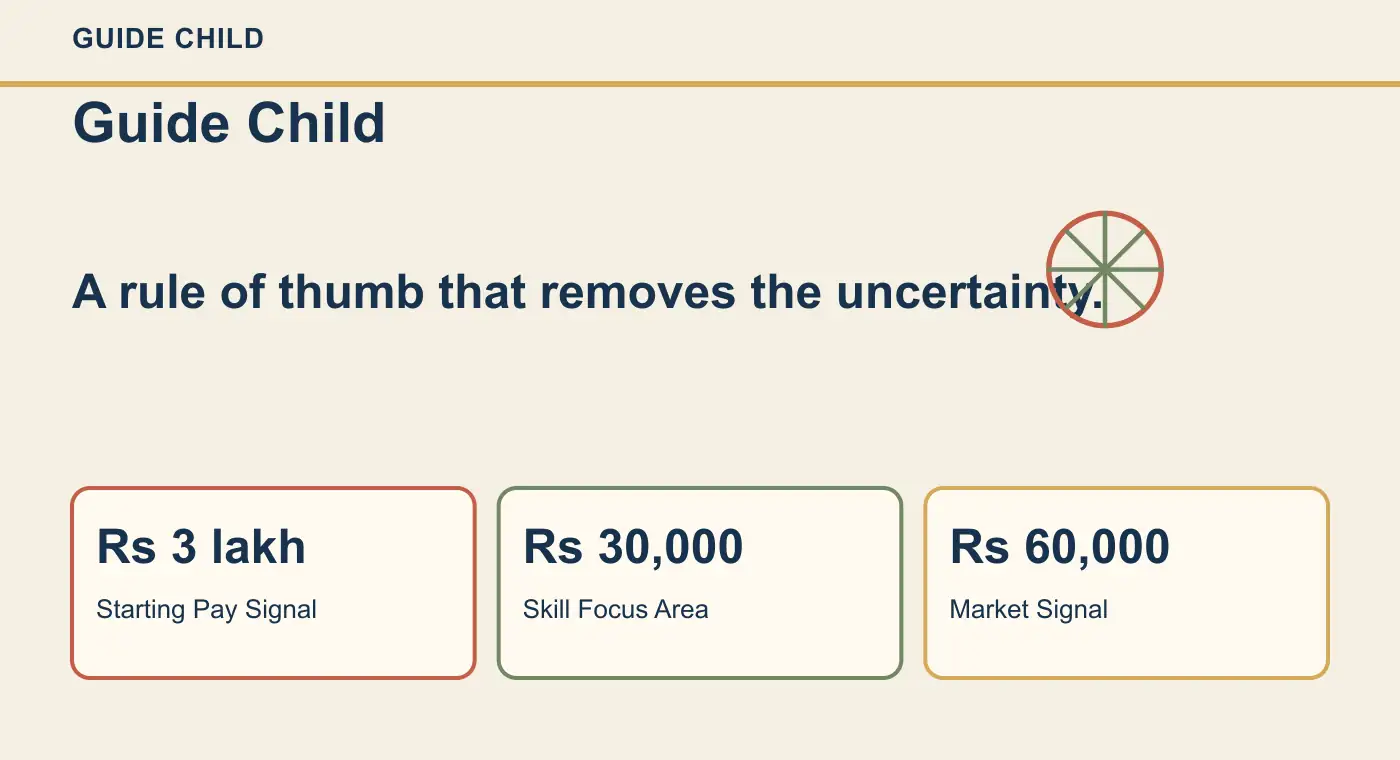 GUIDE CHILD
Guide Child
A rule of thumb that removes the uncertainty.
Rs 3 lakh
Starting Pay Signal
Rs 30,000
Skill Focus Area
Rs 60,000
Market Signal